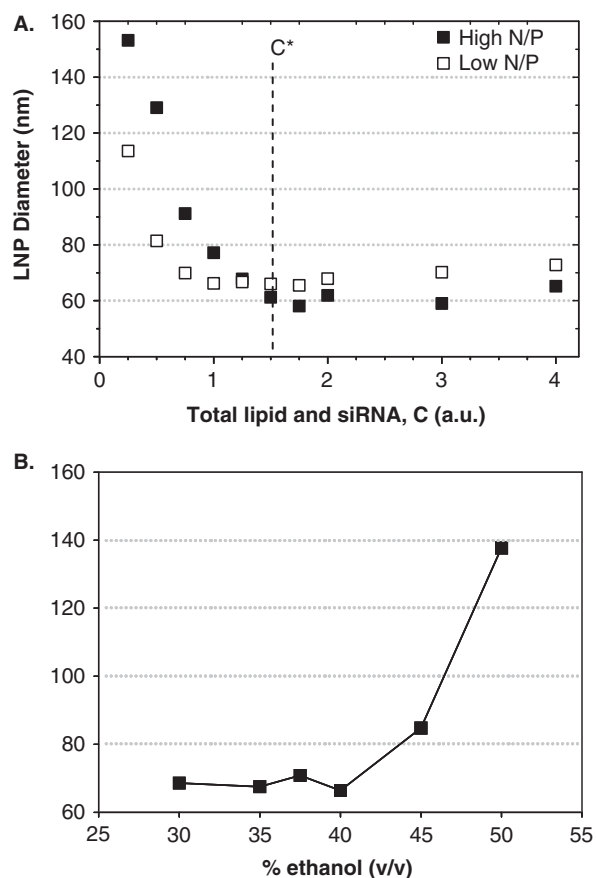 A.
160
140
120
100
80
60
40
LNP Diameter (nm)
C*
High N/P
Low N/P
0 1 2 3 4
Total lipid and siRNA, C (a.u.)
B.
160
140
120
100
80
60
25 30 35 40 45 50 55
% ethanol (v/v)